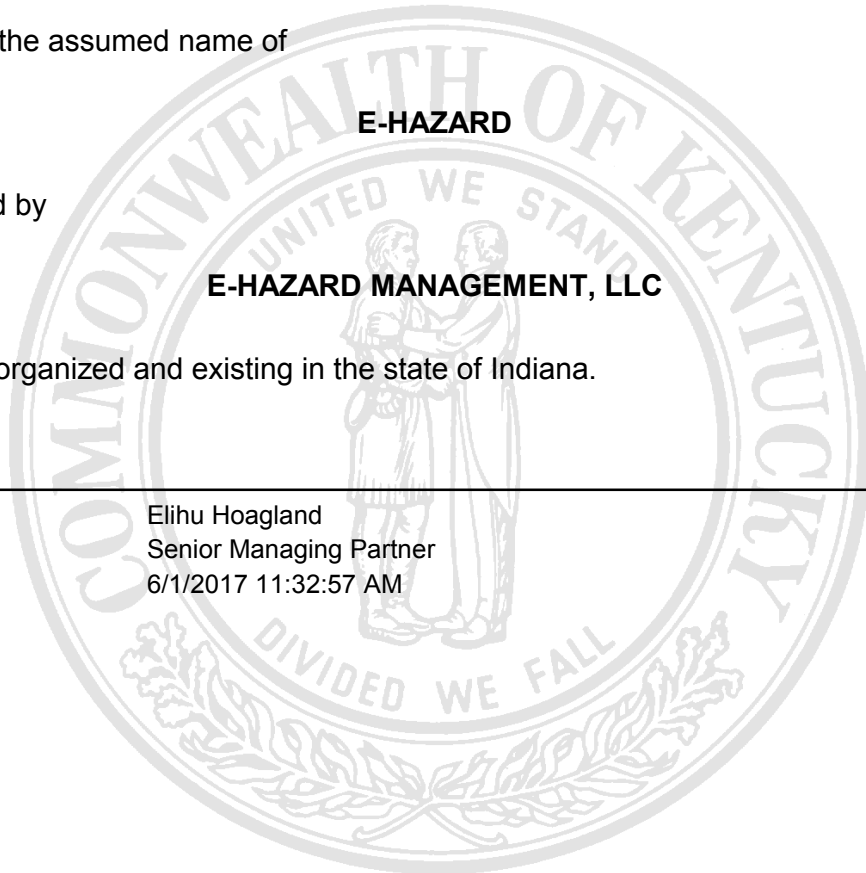 the assumed name of
E-HAZARD
d by
E-HAZARD MANAGEMENT, LLC
organized and existing in the state of Indiana.
Elihu Hoagland
Senior Managing Partner
6/1/2017 11:32:57 AM
COMMONWEALTH OF KENTUCKY
UNITED WE STAND
DIVIDED WE FALL